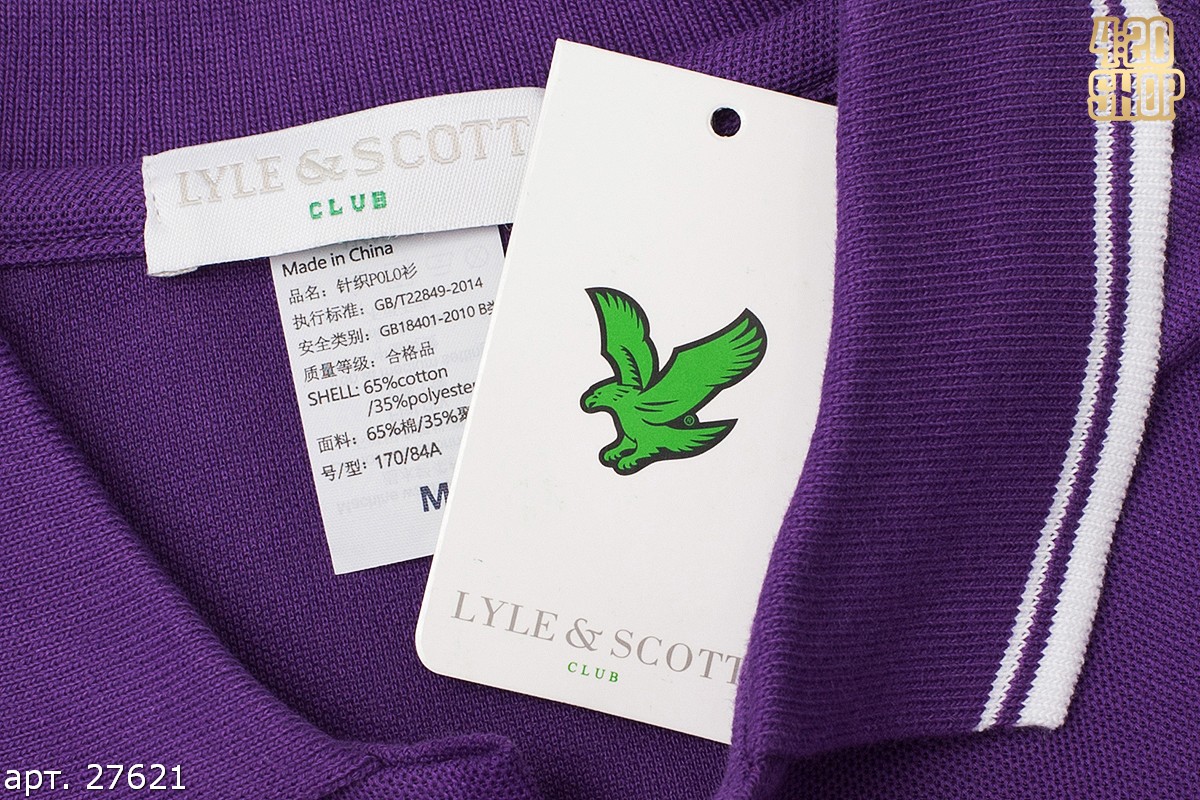 4:20
SHOP
LYLE & SCOTT
CLUB
Made in China
品名：针织POLO衫
执行标准：GB/T22849-2014
安全类别：GB18401-2010 B类
质量等级：合格品
SHELL: 65%cotton
/35%polyester
面料：65%棉/35%聚
号/型：170/84A
M
®
LYLE & SCOTT
CLUB
арт. 27621